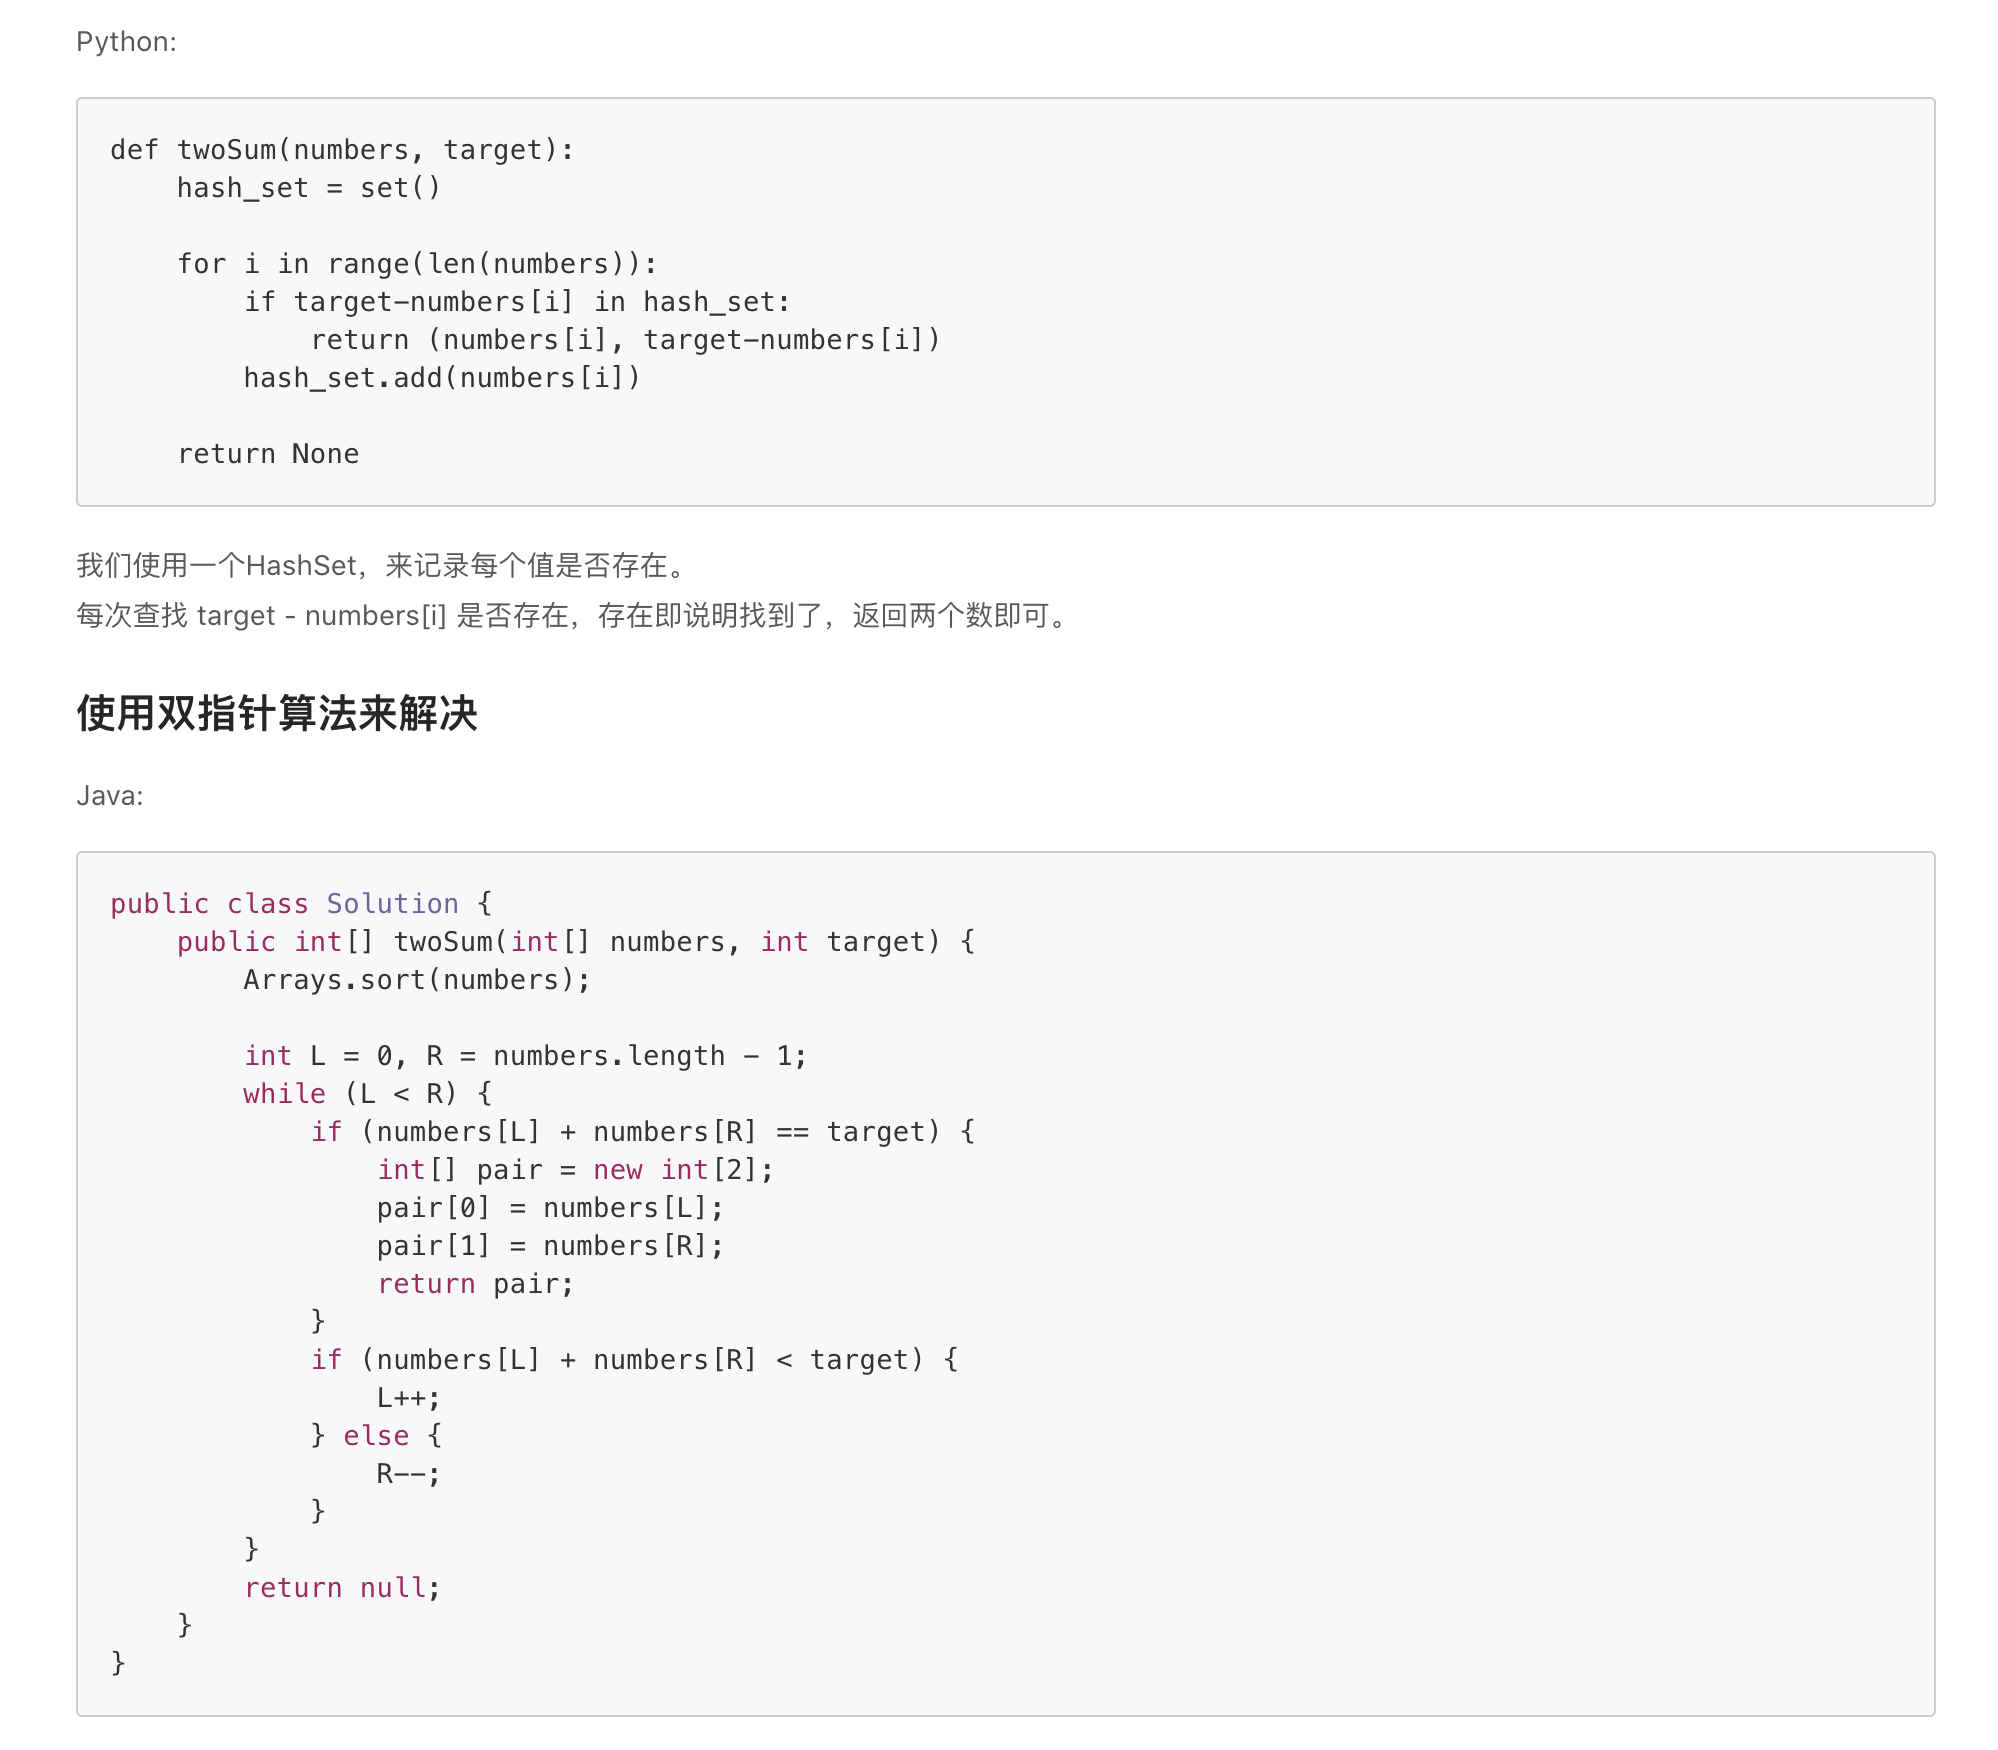 Python:
def twoSum(numbers, target):
    hash_set = set()
    for i in range(len(numbers)):
        if target-numbers[i] in hash_set:
            return (numbers[i], target-numbers[i])
        hash_set.add(numbers[i])
    return None
我们使用一个HashSet，来记录每个值是否存在。
每次查找 target - numbers[i] 是否存在，存在即说明找到了，返回两个数即可。
使用双指针算法来解决
Java:
public class Solution {
    public int[] twoSum(int[] numbers, int target) {
        Arrays.sort(numbers);
        int L = 0, R = numbers.length - 1;
        while (L < R) {
            if (numbers[L] + numbers[R] == target) {
                int[] pair = new int[2];
                pair[0] = numbers[L];
                pair[1] = numbers[R];
                return pair;
            }
            if (numbers[L] + numbers[R] < target) {
                L++;
            } else {
                R--;
            }
        }
        return null;
    }
}